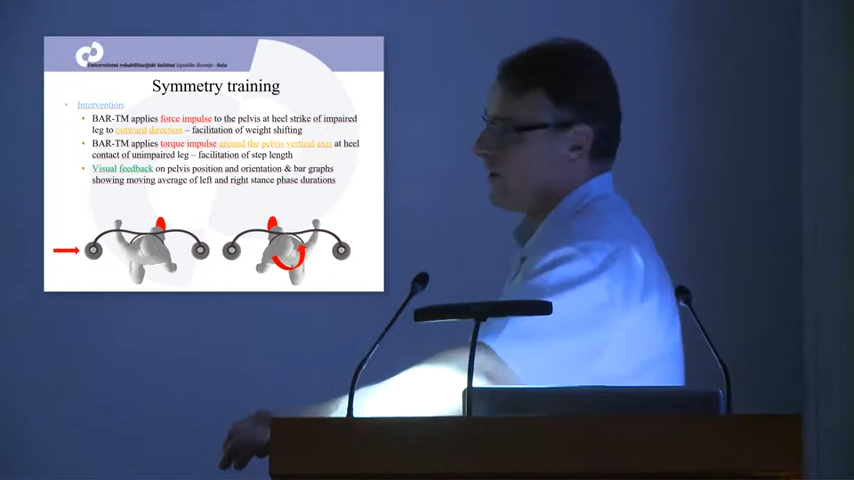 Univerzitetni rehabilitacijski inštitut Republike Slovenije - Soča
Symmetry training
Intervention:
BAR-TM applies force impulse to the pelvis at heel strike of impaired
leg to outward direction – facilitation of weight shifting
BAR-TM applies torque impulse around the pelvis vertical axis at heel
contact of unimpaired leg – facilitation of step length
Visual feedback on pelvis position and orientation & bar graphs
showing moving average of left and right stance phase durations